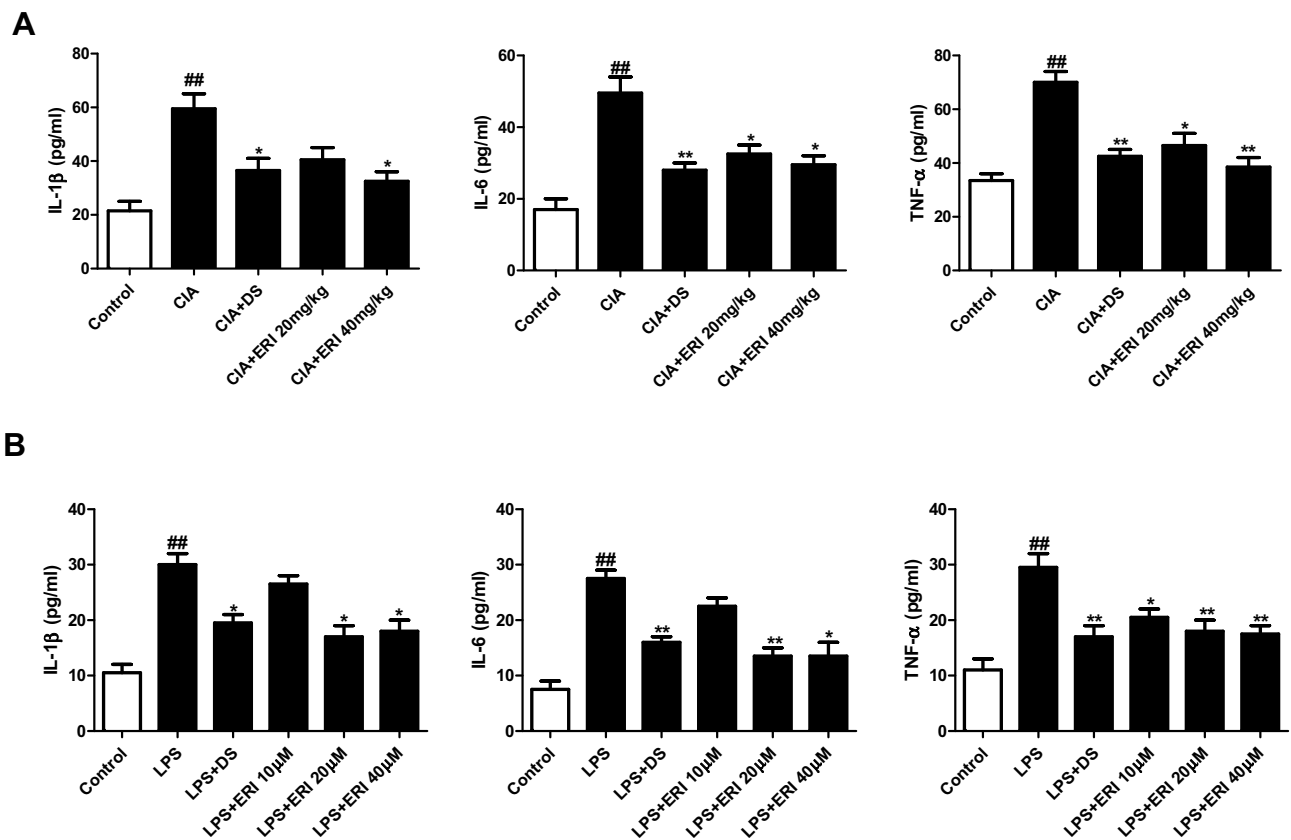 A
IL-1β (pg/ml)
80
60
40
20
0
##
*
*
Control
CIA
CIA+DS
CIA+ERI 20mg/kg
CIA+ERI 40mg/kg
IL-6 (pg/ml)
60
40
20
0
##
**
*
*
Control
CIA
CIA+DS
CIA+ERI 20mg/kg
CIA+ERI 40mg/kg
TNF-α (pg/ml)
80
60
40
20
0
##
**
*
**
Control
CIA
CIA+DS
CIA+ERI 20mg/kg
CIA+ERI 40mg/kg
B
IL-1β (pg/ml)
40
30
20
10
0
##
*
*
*
Control
LPS
LPS+DS
LPS+ERI 10µM
LPS+ERI 20µM
LPS+ERI 40µM
IL-6 (pg/ml)
40
30
20
10
0
##
**
**
*
Control
LPS
LPS+DS
LPS+ERI 10µM
LPS+ERI 20µM
LPS+ERI 40µM
TNF-α (pg/ml)
40
30
20
10
0
##
**
*
**
**
Control
LPS
LPS+DS
LPS+ERI 10µM
LPS+ERI 20µM
LPS+ERI 40µM